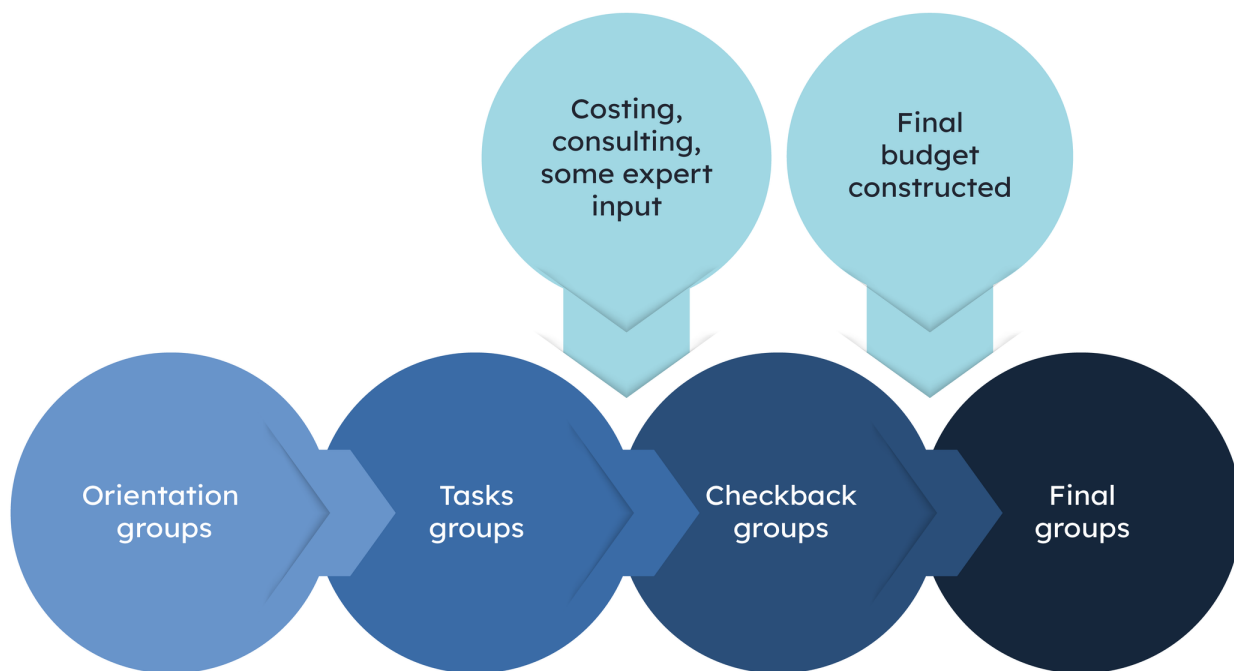 Costing,
consulting,
some expert
input
Final
budget
constructed
Orientation
groups
Tasks
groups
Checkback
groups
Final
groups